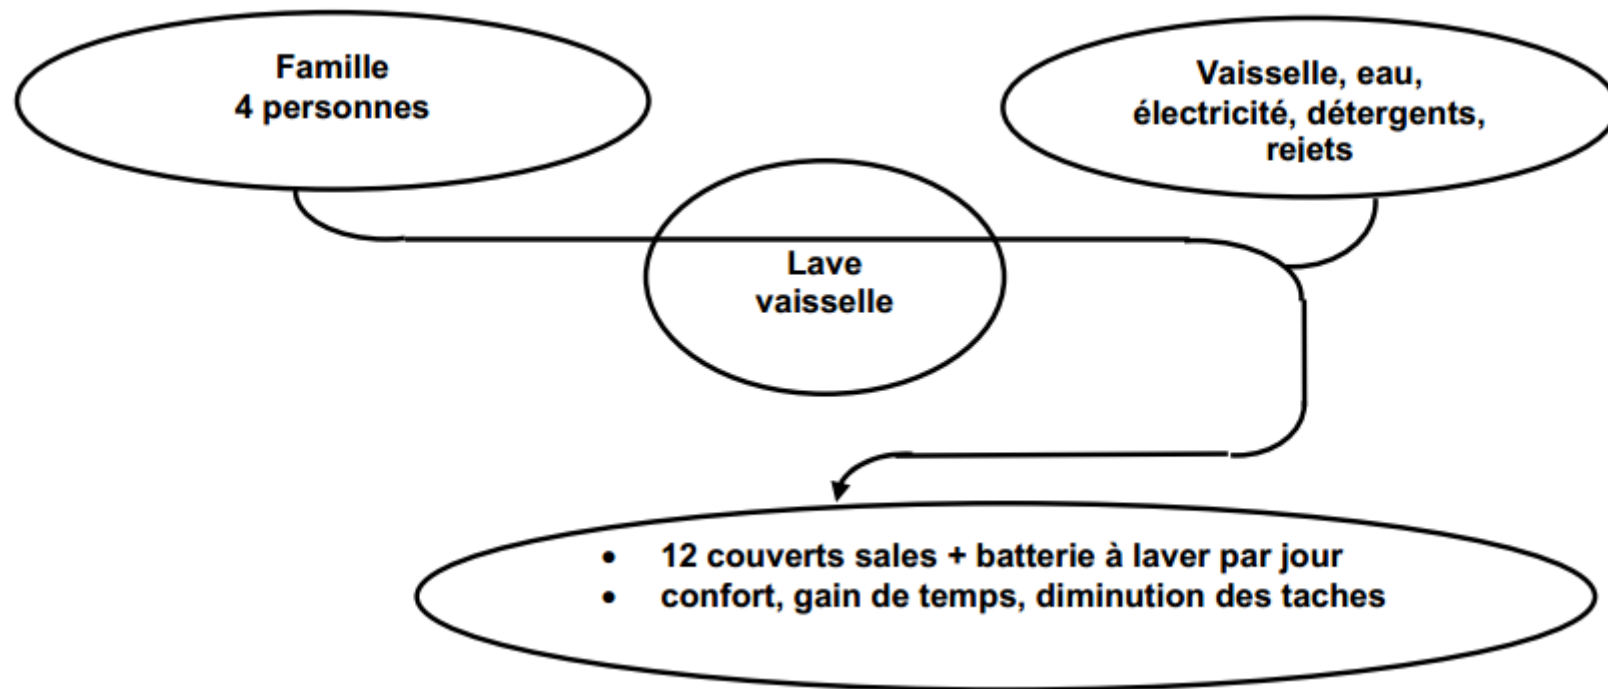 Famille
4 personnes
Vaisselle, eau,
électricité, détergents,
rejets
Lave
vaisselle
• 12 couverts sales + batterie à laver par jour
• confort, gain de temps, diminution des taches